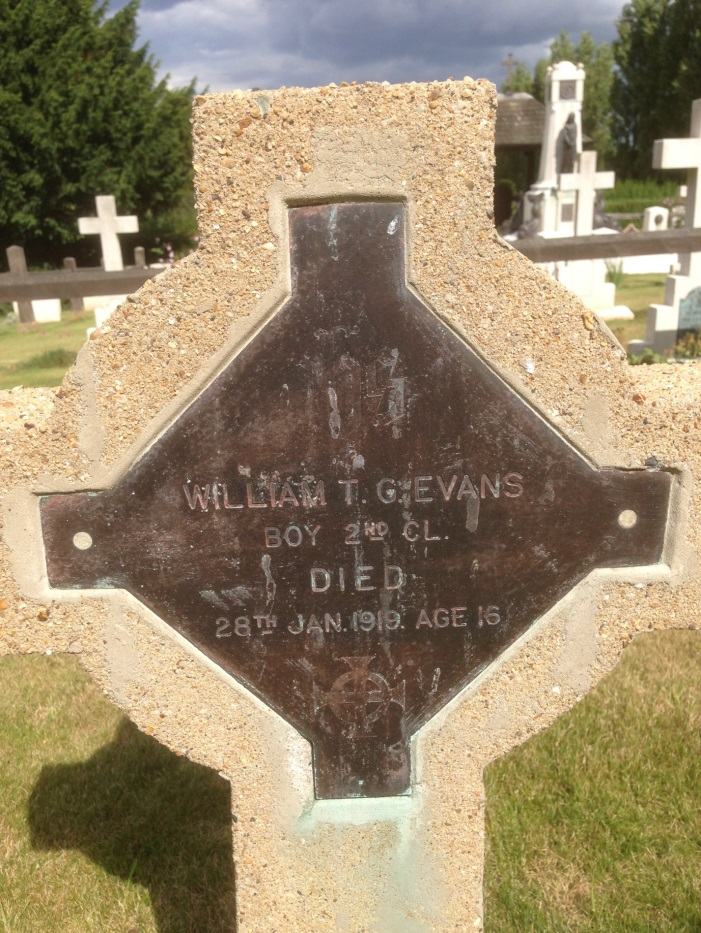 WILLIAM T. G. EVANS
BOY 2ND CL.
DIED
28TH JAN. 1919. AGE 16